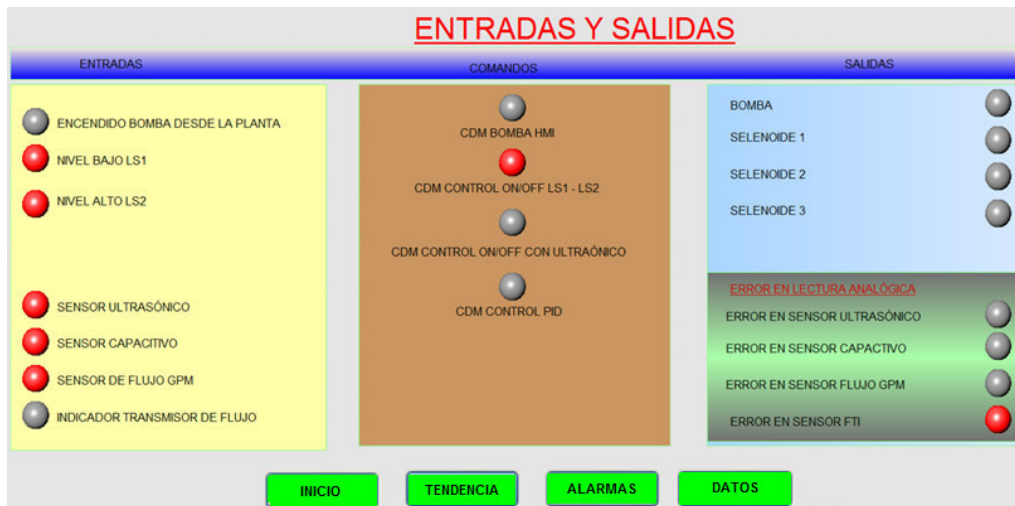 ENTRADAS Y SALIDAS
ENTRADAS
COMANDOS
SALIDAS
ENCENDIDO BOMBA DESDE LA PLANTA
NIVEL BAJO LS1
NIVEL ALTO LS2
SENSOR ULTRASÓNICO
SENSOR CAPACITIVO
SENSOR DE FLUJO GPM
INDICADOR TRANSMISOR DE FLUJO
CDM BOMBA HMI
CDM CONTROL ON/OFF LS1 - LS2
CDM CONTROL ON/OFF CON ULTRAÓNICO
CDM CONTROL PID
BOMBA
SELENOIDE 1
SELENOIDE 2
SELENOIDE 3
ERROR EN LECTURA ANALÓGICA
ERROR EN SENSOR ULTRASÓNICO
ERROR EN SENSOR CAPACTIVO
ERROR EN SENSOR FLUJO GPM
ERROR EN SENSOR FTI
INICIO
TENDENCIA
ALARMAS
DATOS